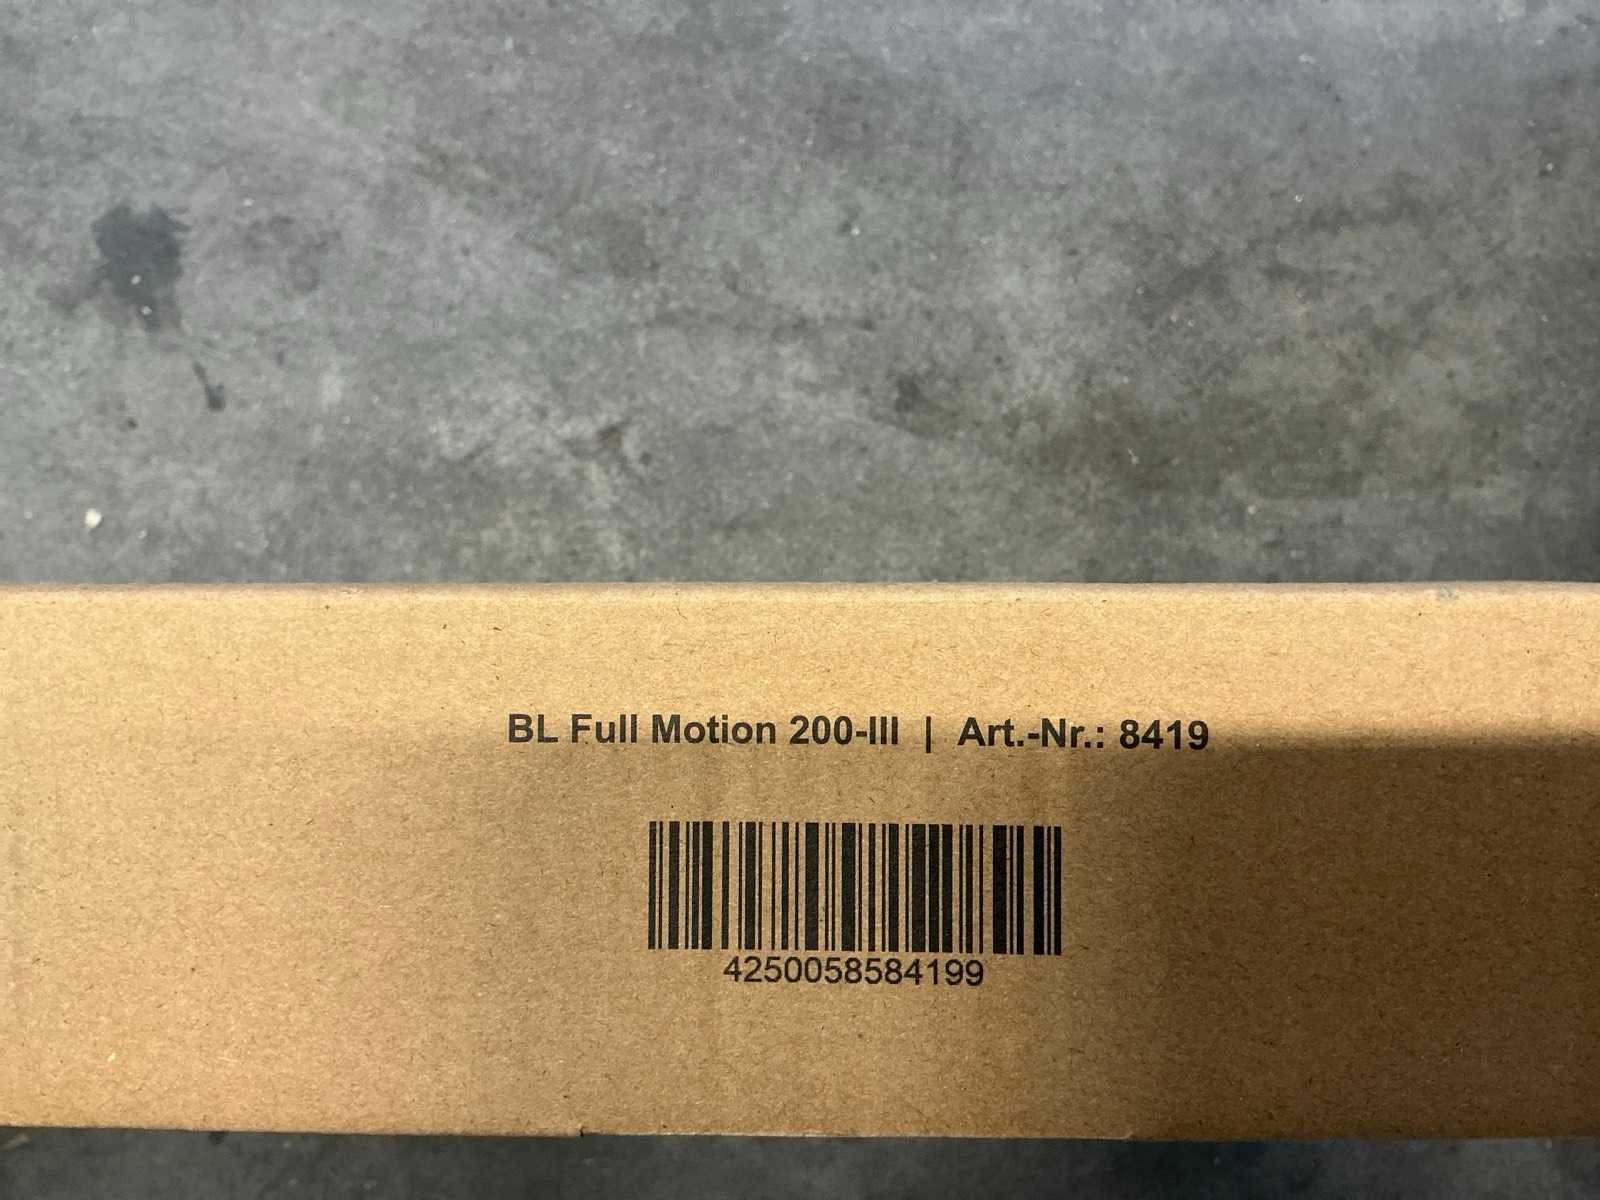 BL Full Motion 200-III | Art.-Nr.: 8419
4250058584199